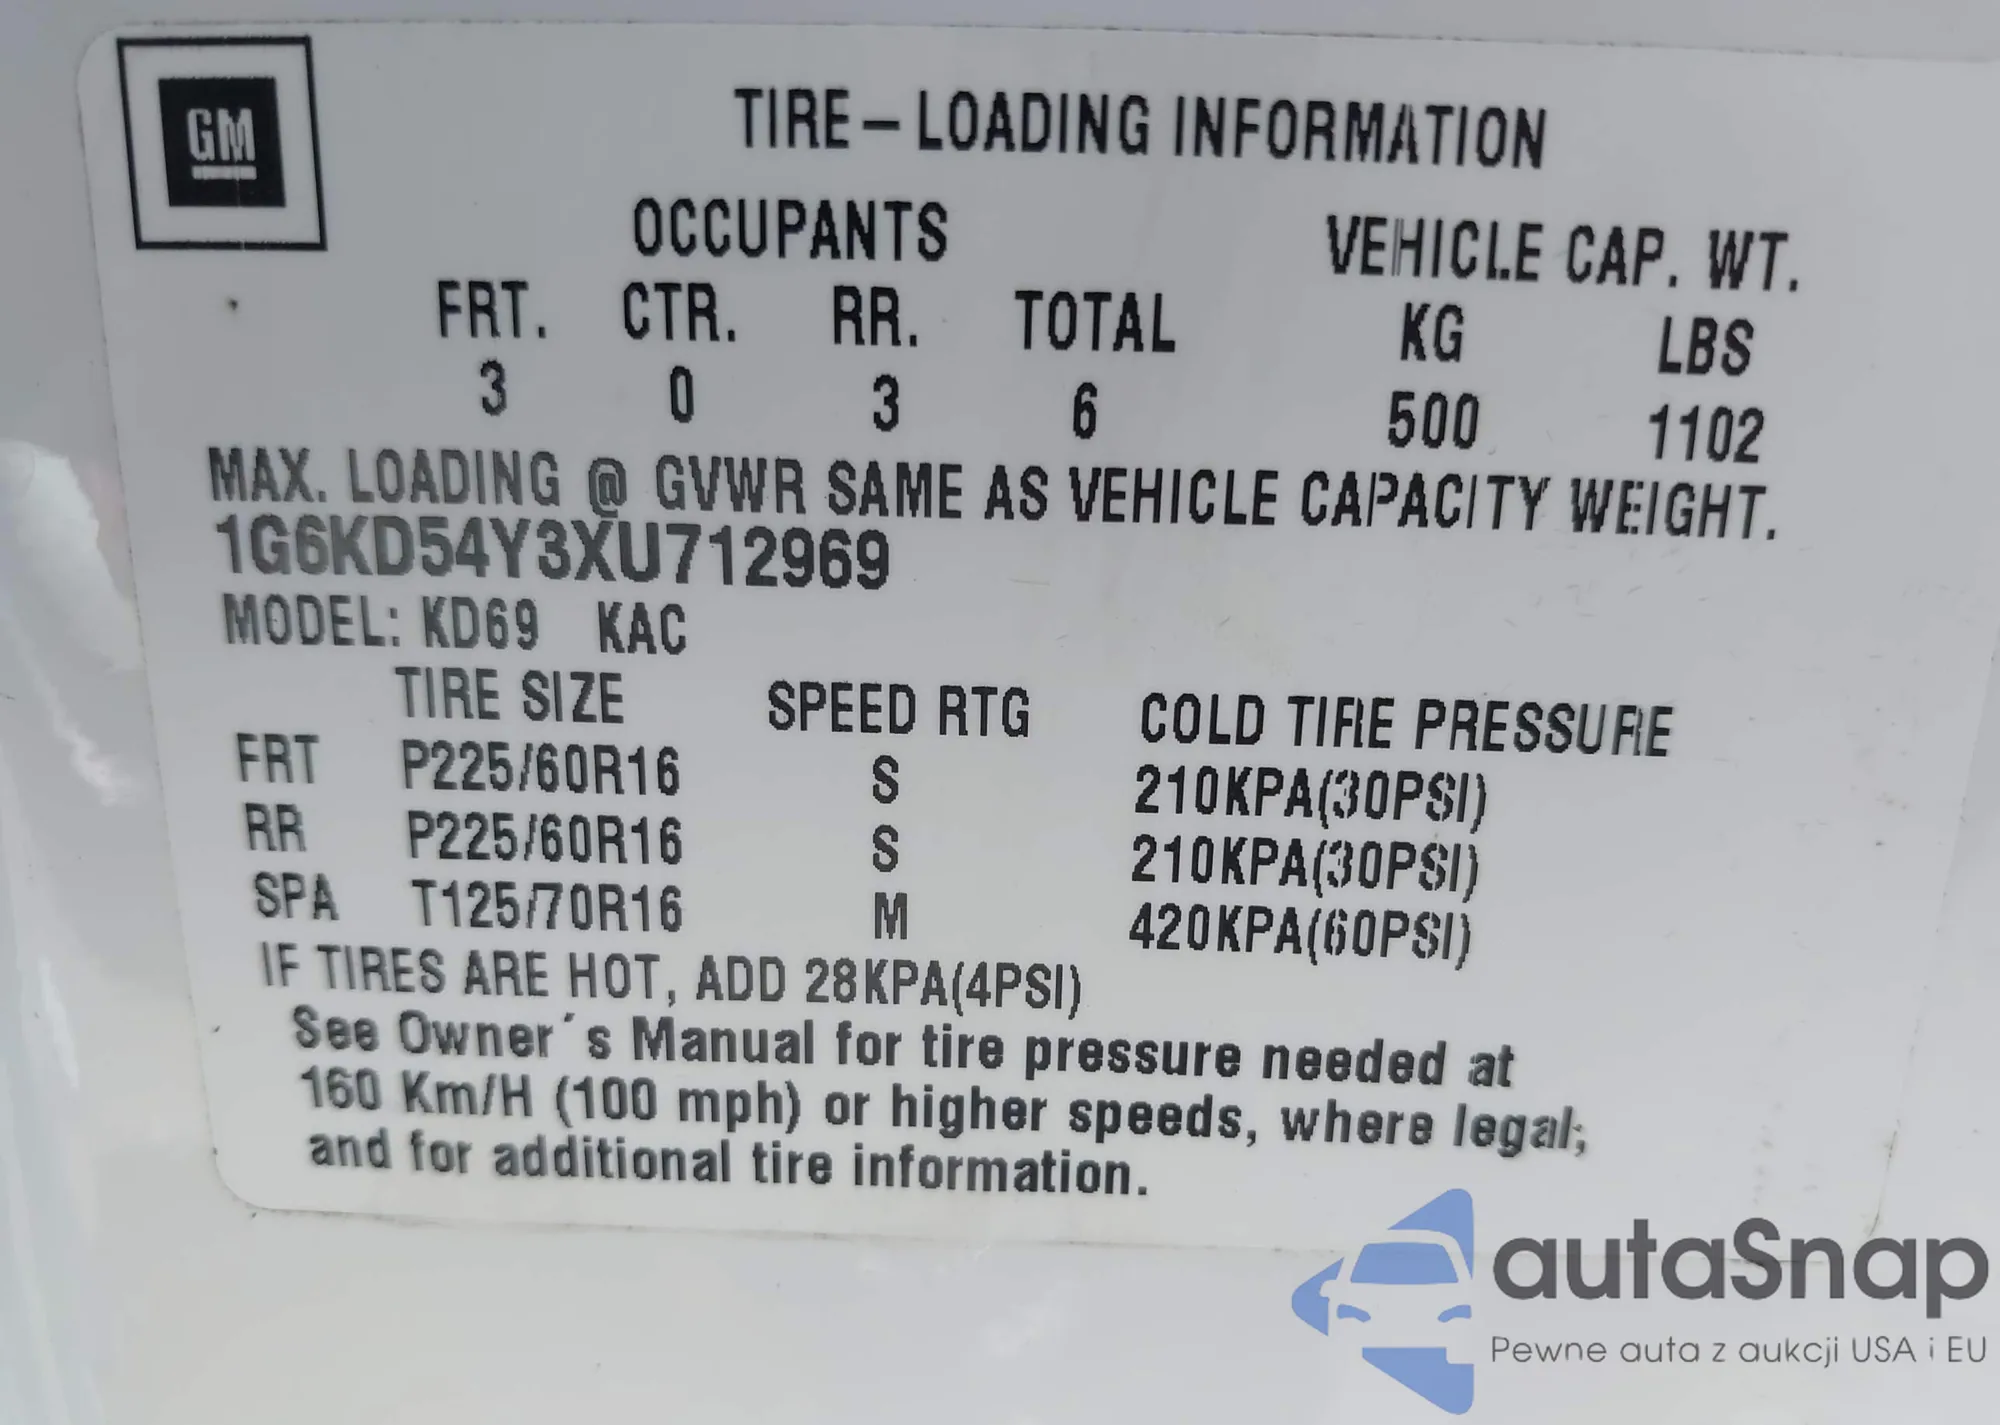 GM
TIRE – LOADING INFORMATION
OCCUPANTS VEHICLE CAP. WT.
FRT. CTR. RR. TOTAL KG LBS
3 0 3 6 500 1102
MAX. LOADING @ GVWR SAME AS VEHICLE CAPACITY WEIGHT.
1G6KD54Y3XU712969
MODEL: KD69 KAC
TIRE SIZE SPEED RTG COLD TIRE PRESSURE
FRT P225/60R16 S 210KPA(30PSI)
RR P225/60R16 S 210KPA(30PSI)
SPA T125/70R16 M 420KPA(60PSI)
IF TIRES ARE HOT, ADD 28KPA(4PSI)
See Owner´s Manual for tire pressure needed at
160 Km/H (100 mph) or higher speeds, where legal;
and for additional tire information.
autaSnap
Pewne auta z aukcji USA i EU